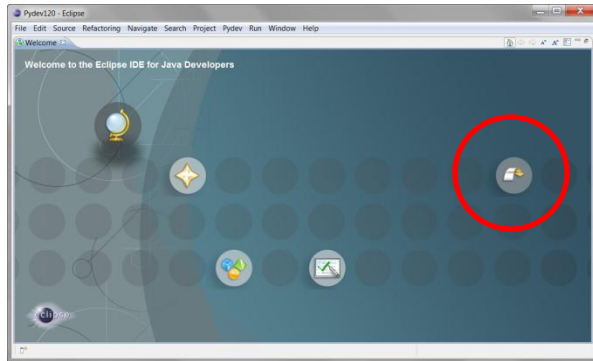 Pydev120 - Eclipse
File Edit Source Refactoring Navigate Search Project Pydev Run Window Help
Welcome
Welcome to the Eclipse IDE for Java Developers
eclipse